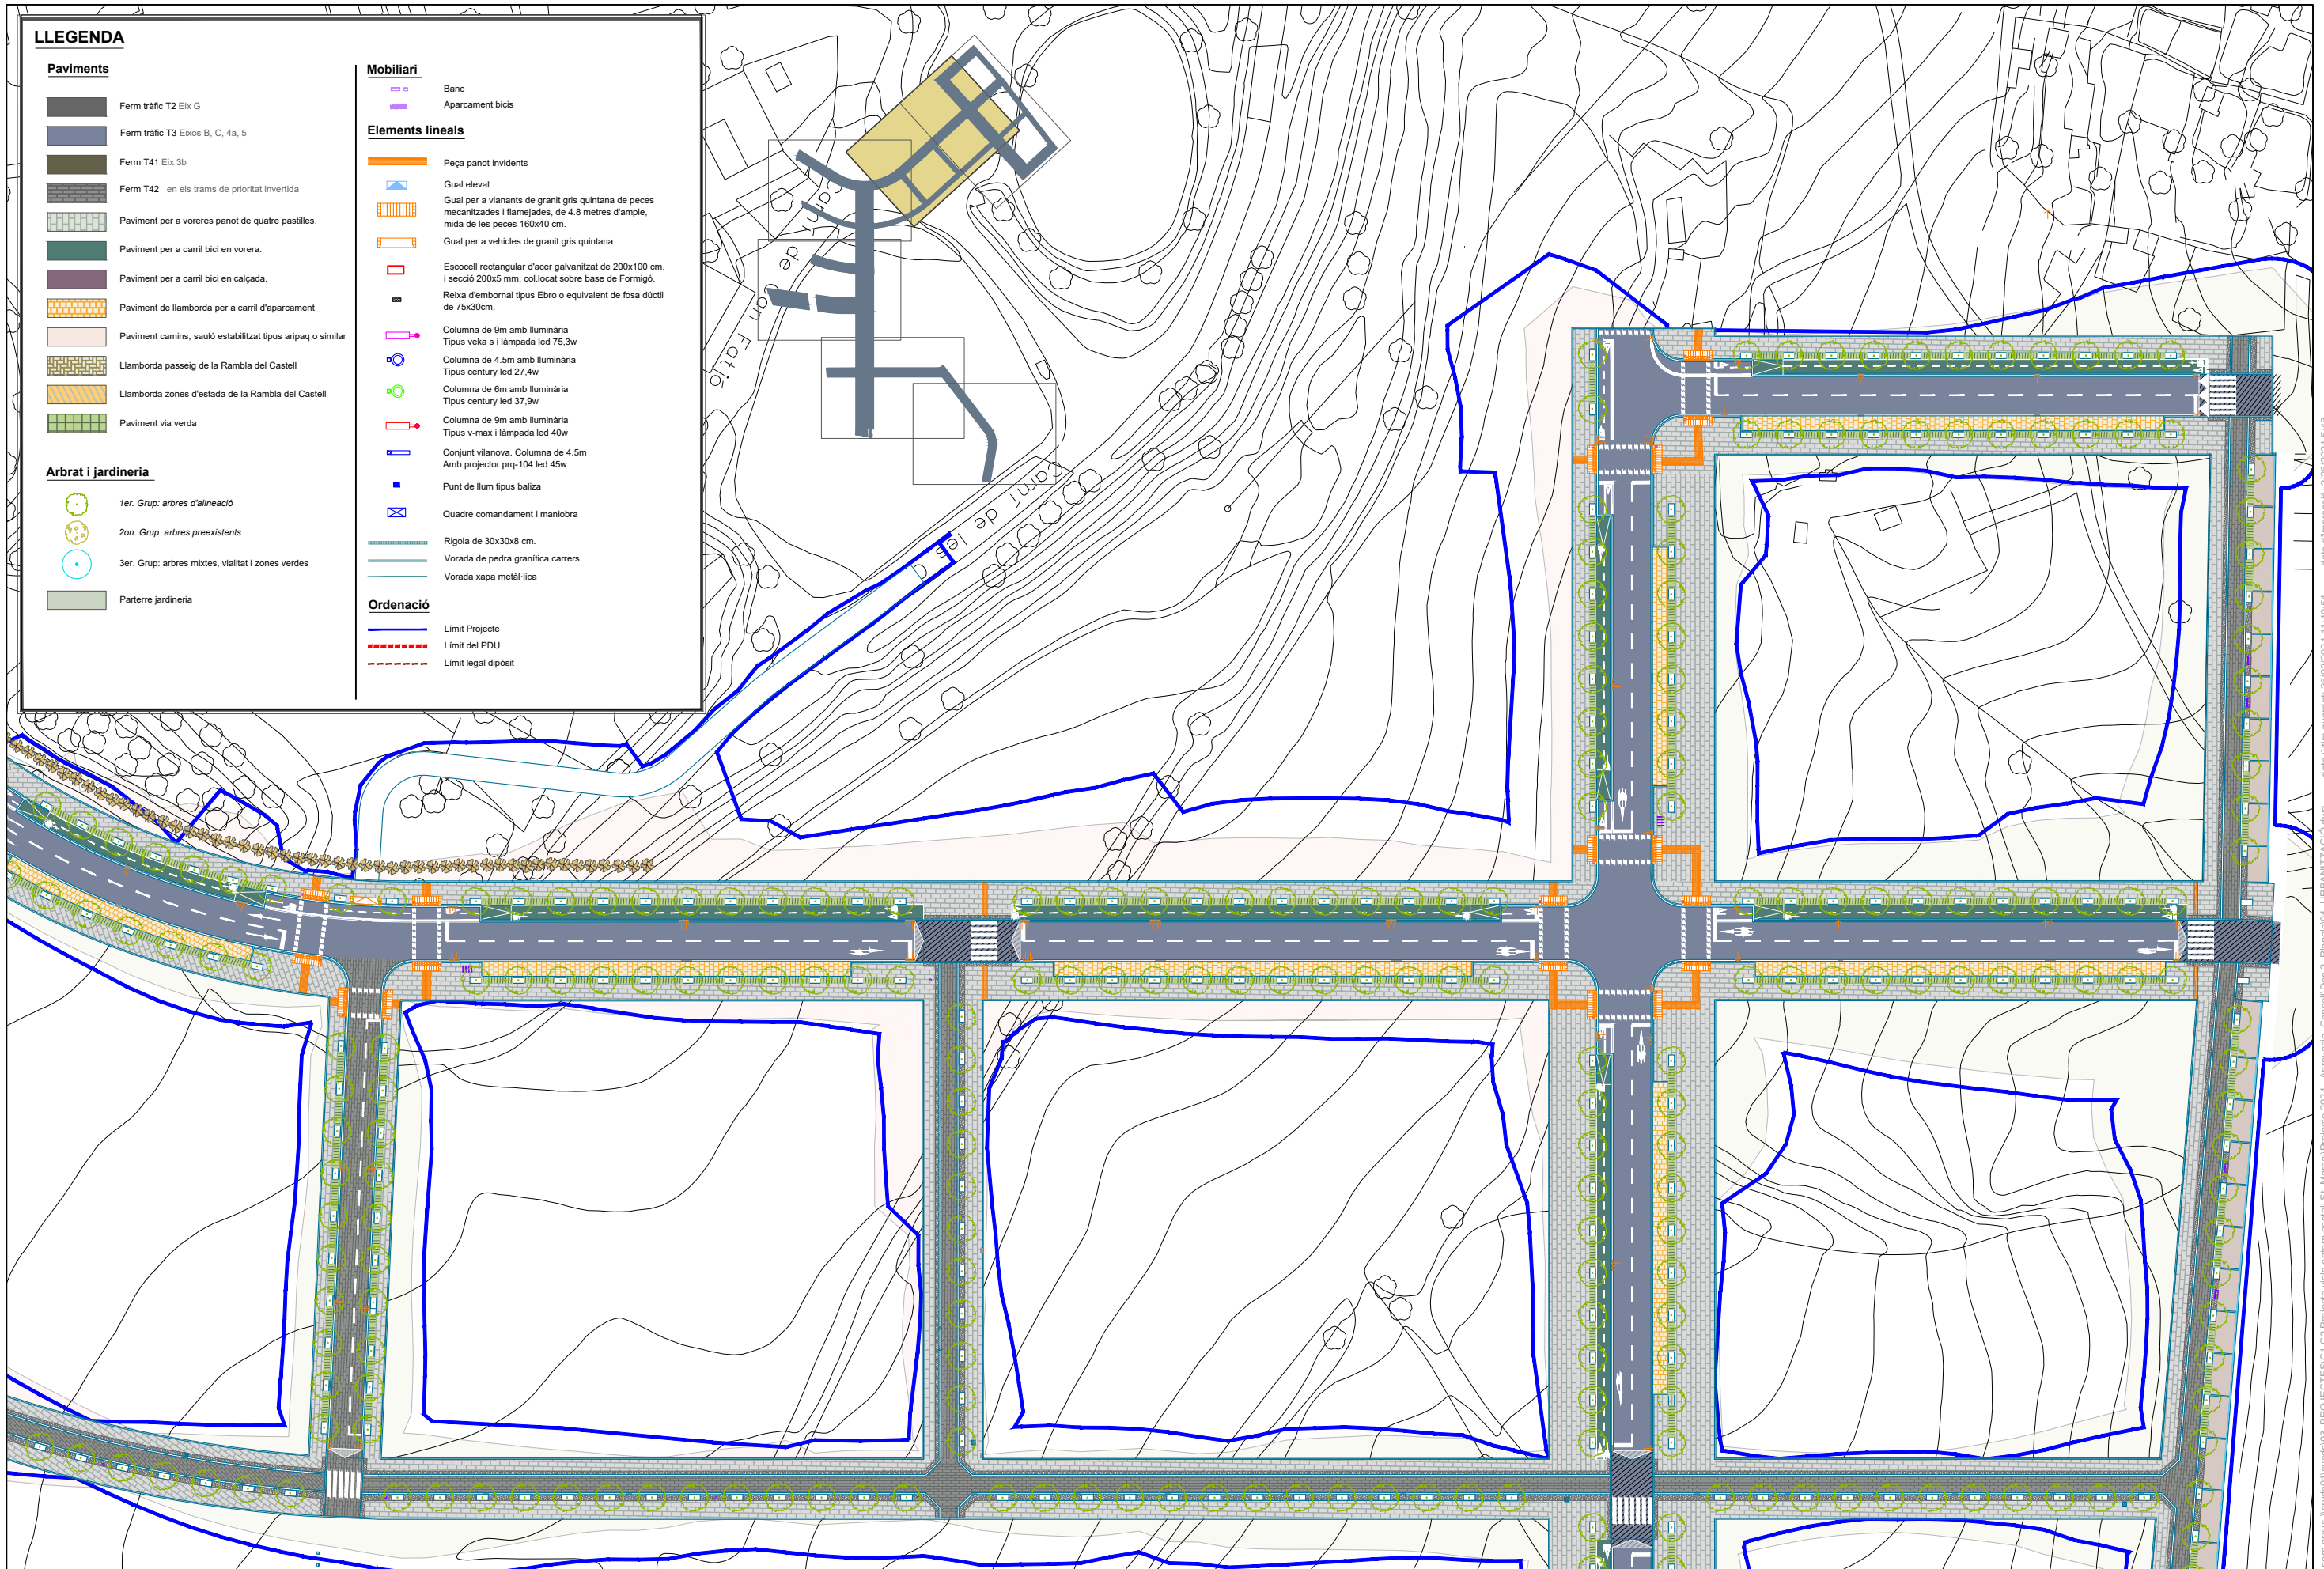 LLEGENDA
Paviments
Ferm tràfic T2 Eix G
Ferm tràfic T3 Eixos B, C, 4a, 5
Ferm T41 Eix 3b
Ferm T42 en els trams de prioritat invertida
Paviment per a voreres panot de quatre pastilles.
Paviment per a carril bici en vorera.
Paviment per a carril bici en calçada.
Paviment de llamborda per a carril d'aparcament
Paviment camins, sauló estabilitzat tipus aripaq o similar
Llamborda passeig de la Rambla del Castell
Llamborda zones d'estada de la Rambla del Castell
Paviment via verda
Arbrat i jardineria
1er. Grup: arbres d'alineació
2on. Grup: arbres preexistents
3er. Grup: arbres mixtes, vialitat i zones verdes
Parterre jardineria
Mobiliari
Banc
Aparcament bicis
Elements lineals
Peça panot invidents
Gual elevat
Gual per a vianants de granit gris quintana de peces
mecanitzades i flamejades, de 4.8 metres d'ample,
mida de les peces 160x40 cm.
Gual per a vehicles de granit gris quintana
Escocell rectangular d'acer galvanitzat de 200x100 cm.
i secció 200x5 mm. col.locat sobre base de Formigó.
Reixa d'embornal tipus Ebro o equivalent de fosa dúctil
de 75x30cm.
Columna de 9m amb lluminària
Tipus veka s i làmpada led 75,3w
Columna de 4.5m amb lluminària
Tipus century led 27,4w
Columna de 6m amb lluminària
Tipus century led 37,9w
Columna de 9m amb lluminària
Tipus v-max i làmpada led 40w
Conjunt vilanova. Columna de 4.5m
Amb projector prq-104 led 45w
Punt de llum tipus baliza
Quadre comandament i maniobra
Rigola de 30x30x8 cm.
Vorada de pedra granítica carrers
Vorada xapa metàl·lica
Ordenació
Límit Projecte
Límit del PDU
Límit legal dipòsit
Camí de les